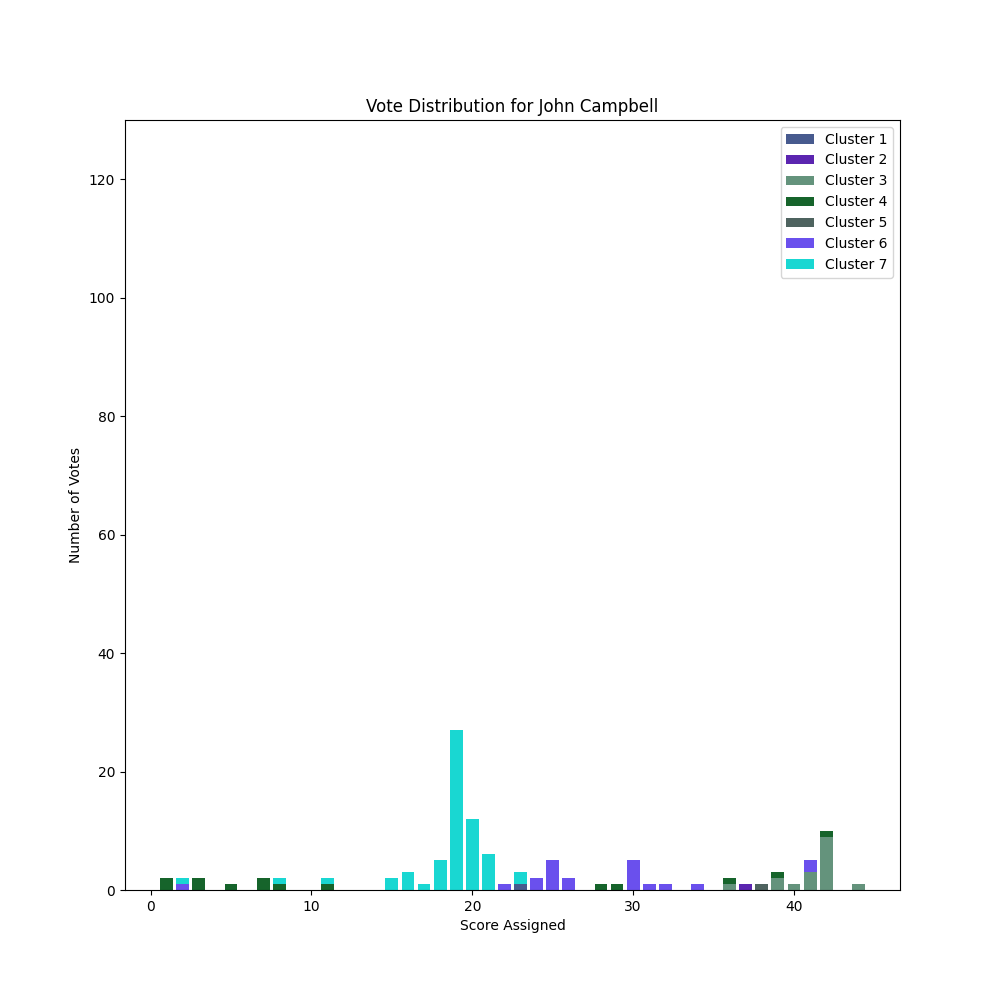 Vote Distribution for John Campbell
Cluster 1
Cluster 2
Cluster 3
Cluster 4
Cluster 5
Cluster 6
Cluster 7
120
100
80
60
40
20
0
Number of Votes
0 10 20 30 40
Score Assigned